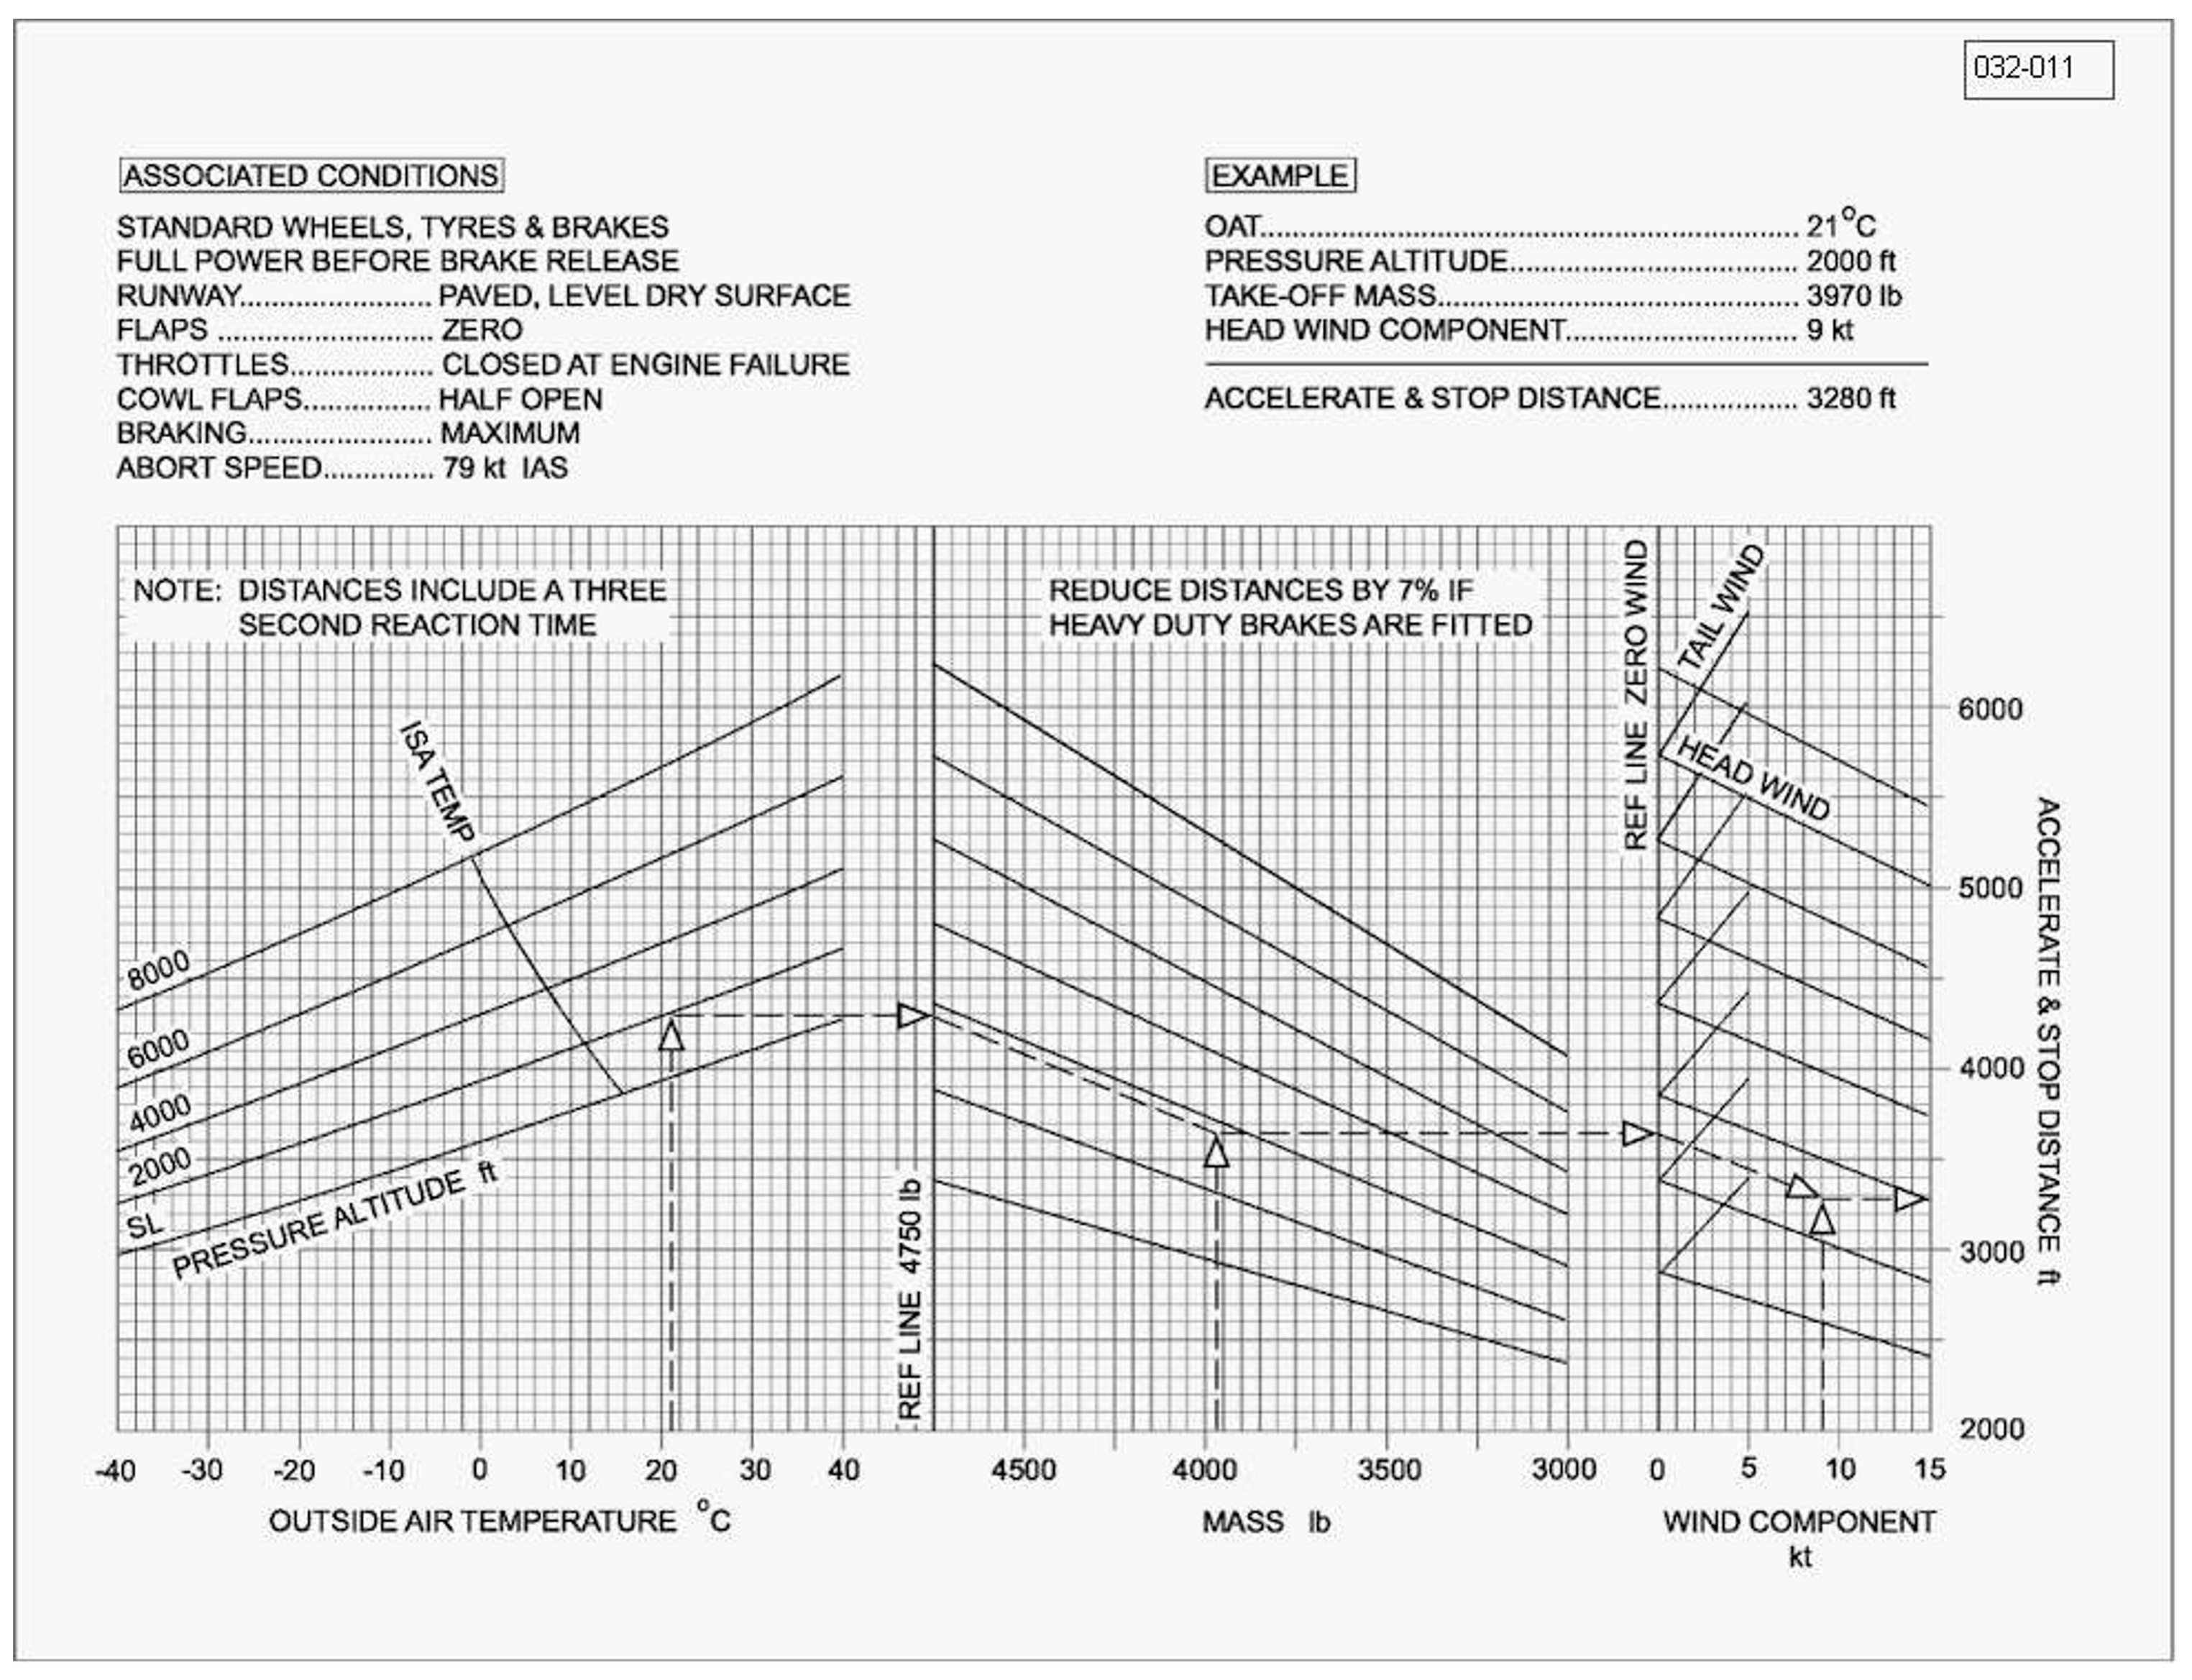 032-011
ASSOCIATED CONDITIONS
STANDARD WHEELS, TYRES & BRAKES
FULL POWER BEFORE BRAKE RELEASE
RUNWAY....................... PAVED, LEVEL DRY SURFACE
FLAPS .......................... ZERO
THROTTLES................. CLOSED AT ENGINE FAILURE
COWL FLAPS............... HALF OPEN
BRAKING...................... MAXIMUM
ABORT SPEED............. 79 kt IAS
EXAMPLE
OAT................................................................. 21°C
PRESSURE ALTITUDE.................................. 2000 ft
TAKE-OFF MASS........................................... 3970 lb
HEAD WIND COMPONENT........................... 9 kt
ACCELERATE & STOP DISTANCE................. 3280 ft
NOTE: DISTANCES INCLUDE A THREE
SECOND REACTION TIME
REDUCE DISTANCES BY 7% IF
HEAVY DUTY BRAKES ARE FITTED
ISA TEMP
8000
6000
4000
2000
SL
PRESSURE ALTITUDE ft
REF LINE 4750 lb
REF LINE ZERO WIND
TAIL WIND
HEAD WIND
6000
5000
4000
3000
2000
ACCELERATE & STOP DISTANCE ft
-40 -30 -20 -10 0 10 20 30 40 4500 4000 3500 3000 0 5 10 15
OUTSIDE AIR TEMPERATURE °C
MASS lb
WIND COMPONENT
kt